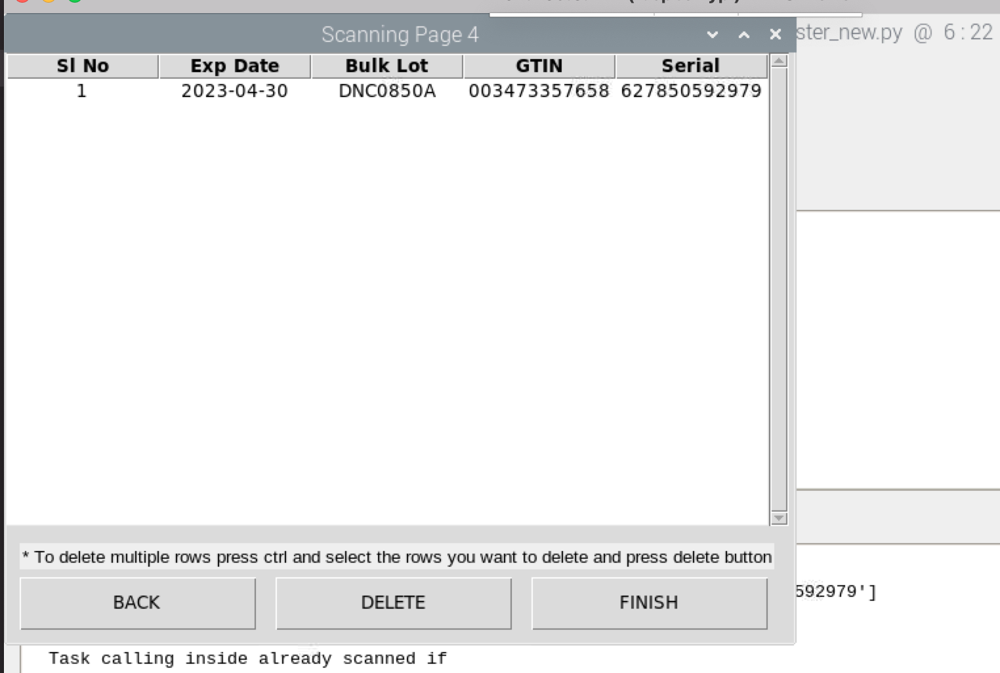 Scanning Page 4
ster_new.py @ 6:22
Sl No Exp Date Bulk Lot GTIN Serial
1 2023-04-30 DNC0850A 003473357658 627850592979
* To delete multiple rows press ctrl and select the rows you want to delete and press delete button
592979']
BACK DELETE FINISH
Task calling inside already scanned if